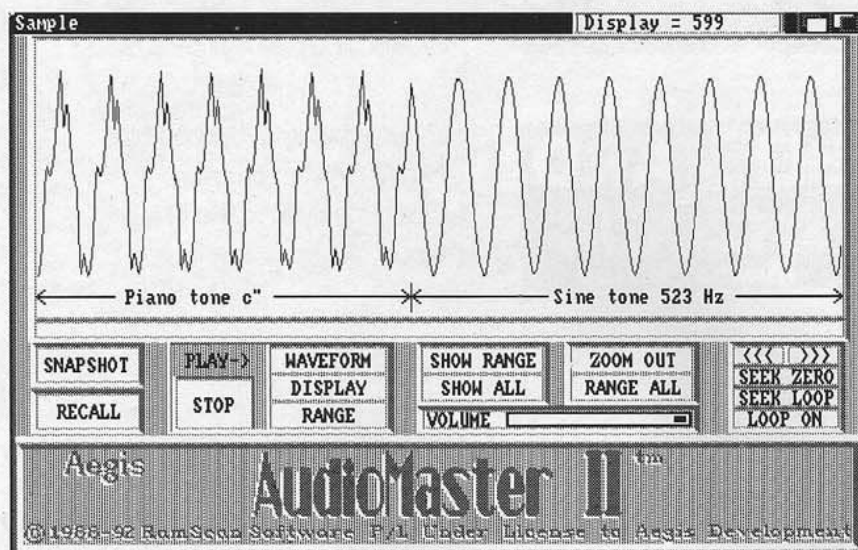 Sample Display = 599
Piano tone c" Sine tone 523 Hz
SNAPSHOT PLAY-> WAVEFORM SHOW RANGE ZOOM OUT <<< >>>
DISPLAY SHOW ALL RANGE ALL SEEK ZERO
RECALL STOP RANGE VOLUME SEEK LOOP
LOOP ON
Aegis AudioMaster II tm
©1988-92 RamScan Software P/L Under License to Aegis Development